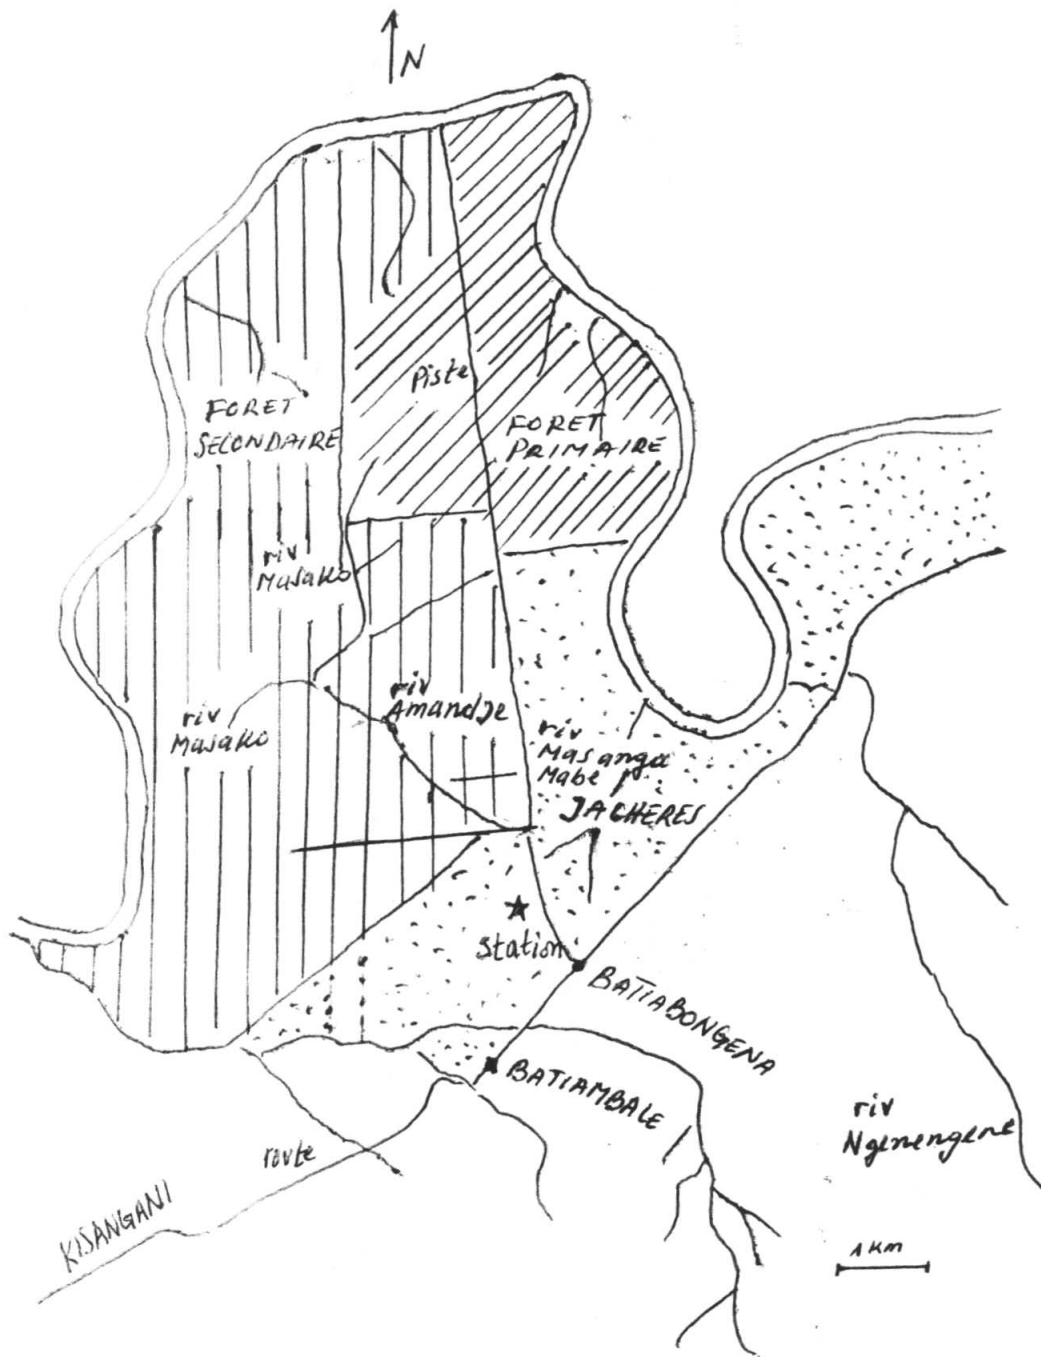 N
Piste
FORET
SECONDAIRE
FORET
PRIMAIRE
riv
Masako
riv
Amandje
riv
Masako
riv
Masanga
Mabe
JACHERES
Station
BATIABONGENA
BATIAMBALE
riv
Ngenengene
route
KISANGANI
1 Km